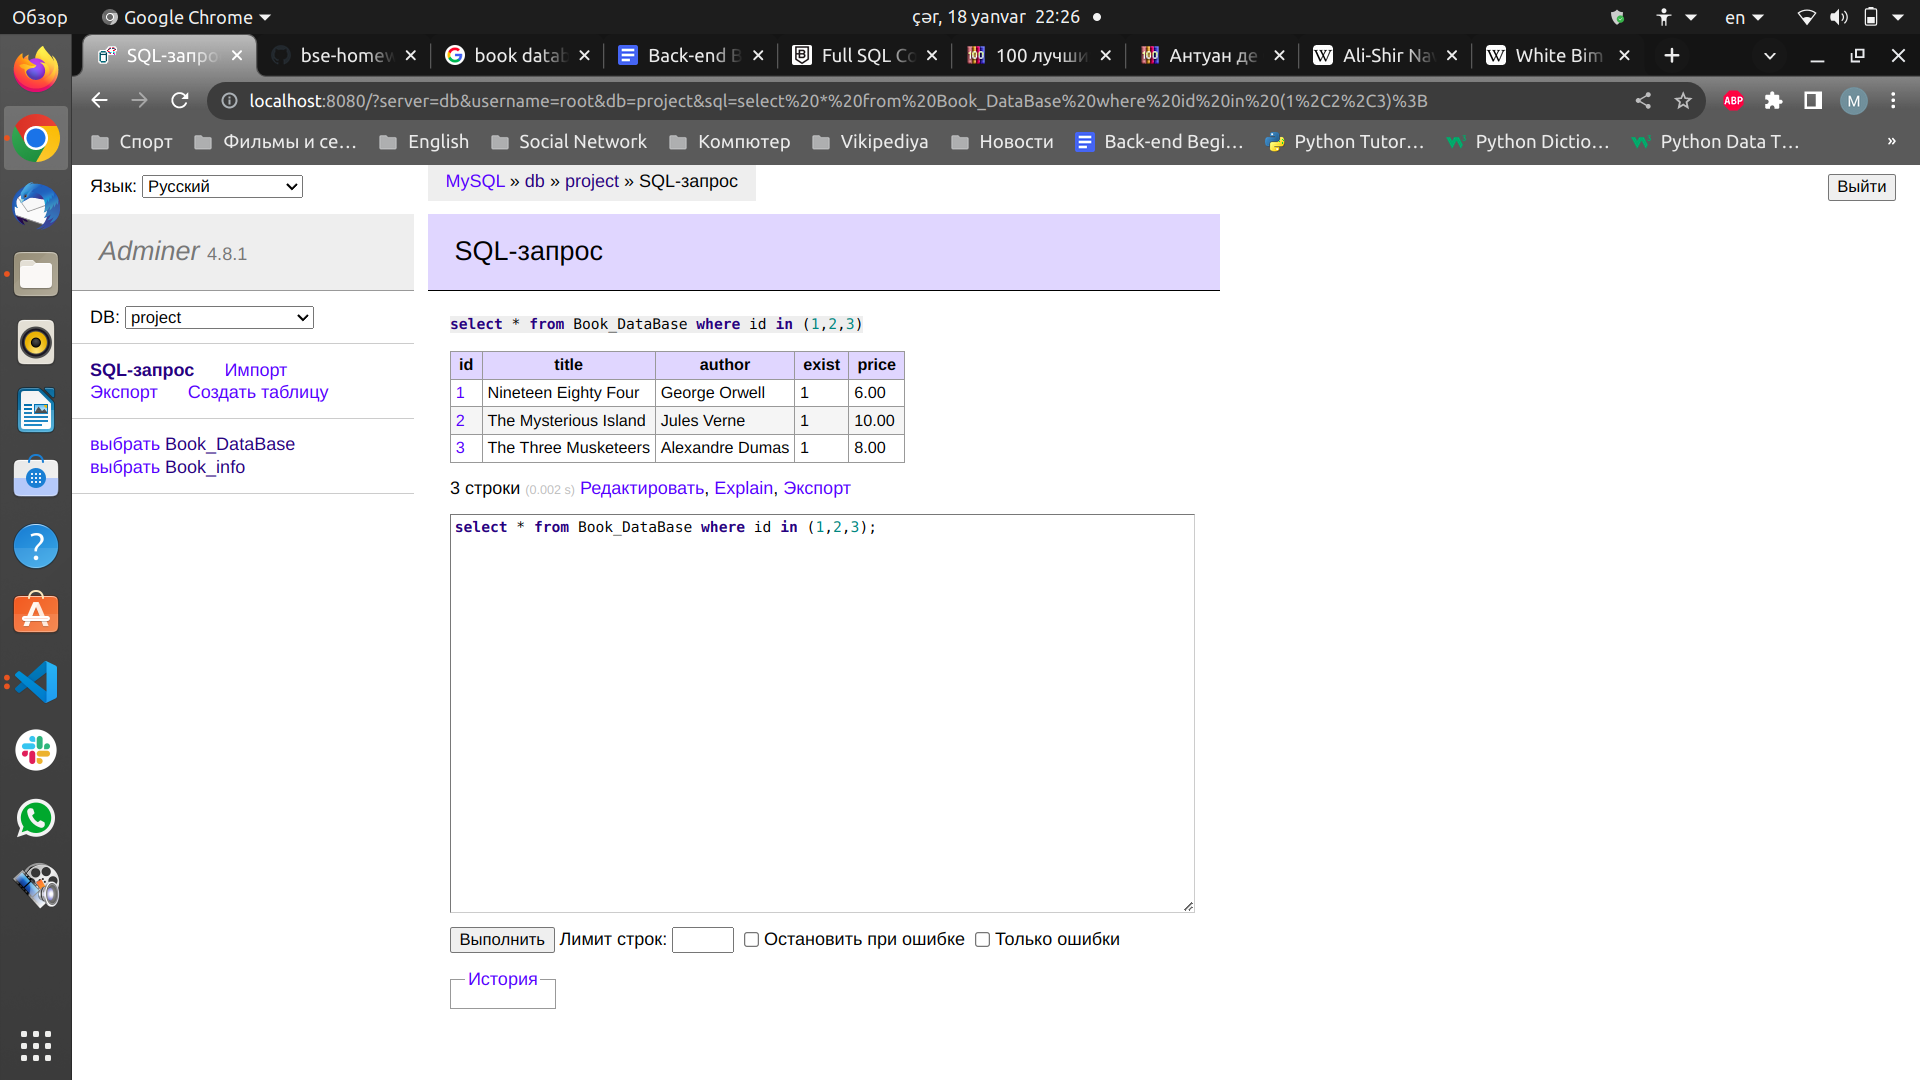 Обзор
Google Chrome
çər, 18 yanvar 22:26
en
SQL-запро
bse-homew
book datab
Back-end B
Full SQL Co
100 лучши
Антуан де
Ali-Shir Na
White Bim
localhost:8080/?server=db&username=root&db=project&sql=select%20*%20from%20Book_DataBase%20where%20id%20in%20(1%2C2%2C3)%3B
ABP
M
Спорт
Фильмы и се...
English
Social Network
Компютер
Vikipediya
Новости
Back-end Begi...
Python Tutor...
Python Dictio...
Python Data T...
»
Язык: Русский
MySQL » db » project » SQL-запрос
Выйти
Adminer 4.8.1
SQL-запрос
DB: project
SQL-запрос Импорт
Экспорт Создать таблицу
выбрать Book_DataBase
выбрать Book_info
select * from Book_DataBase where id in (1,2,3)
id title author exist price
1 Nineteen Eighty Four George Orwell 1 6.00
2 The Mysterious Island Jules Verne 1 10.00
3 The Three Musketeers Alexandre Dumas 1 8.00
3 строки (0.002 s) Редактировать, Explain, Экспорт
select * from Book_DataBase where id in (1,2,3);
Выполнить Лимит строк: Остановить при ошибке Только ошибки
История